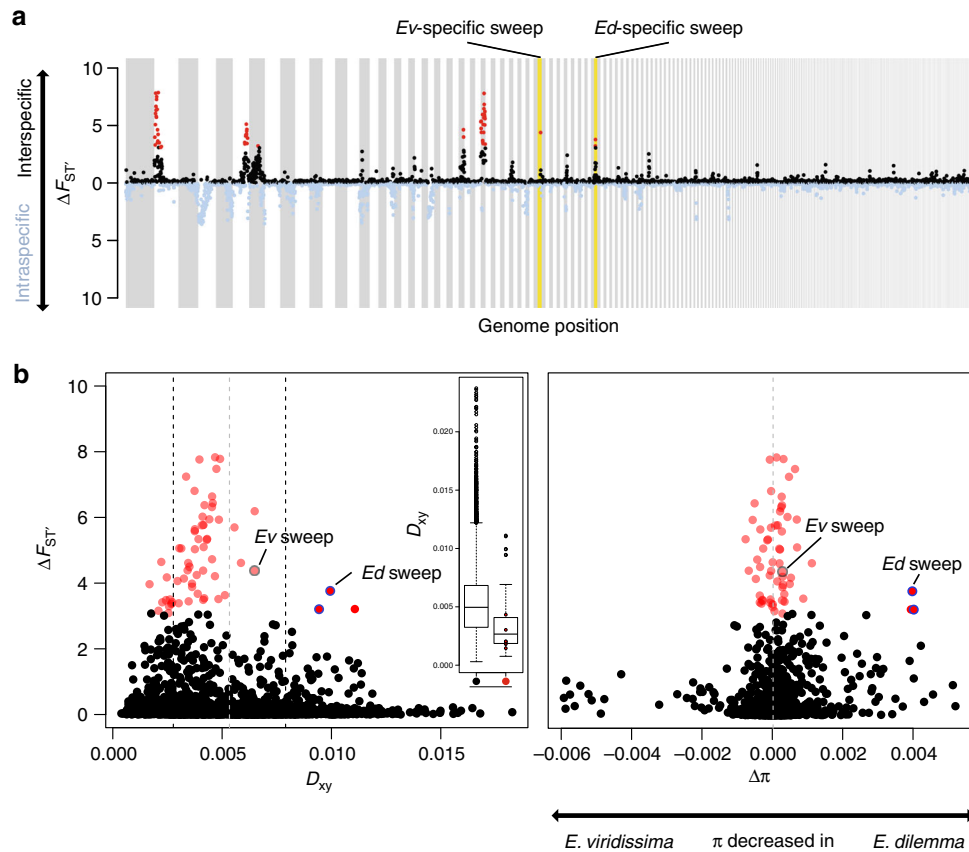 a
Ev-specific sweep
Ed-specific sweep
Interspecific
Intraspecific
ΔFST′
10
5
0
5
10
Genome position
b
ΔFST′
10
8
6
4
2
0
Ev sweep
Ed sweep
0.000
0.005
0.010
0.015
Dxy
Dxy
0.020
0.015
0.010
0.005
0.000
Ev sweep
Ed sweep
−0.006
−0.004
−0.002
0.000
0.002
0.004
Δπ
E. viridissima
π decreased in
E. dilemma